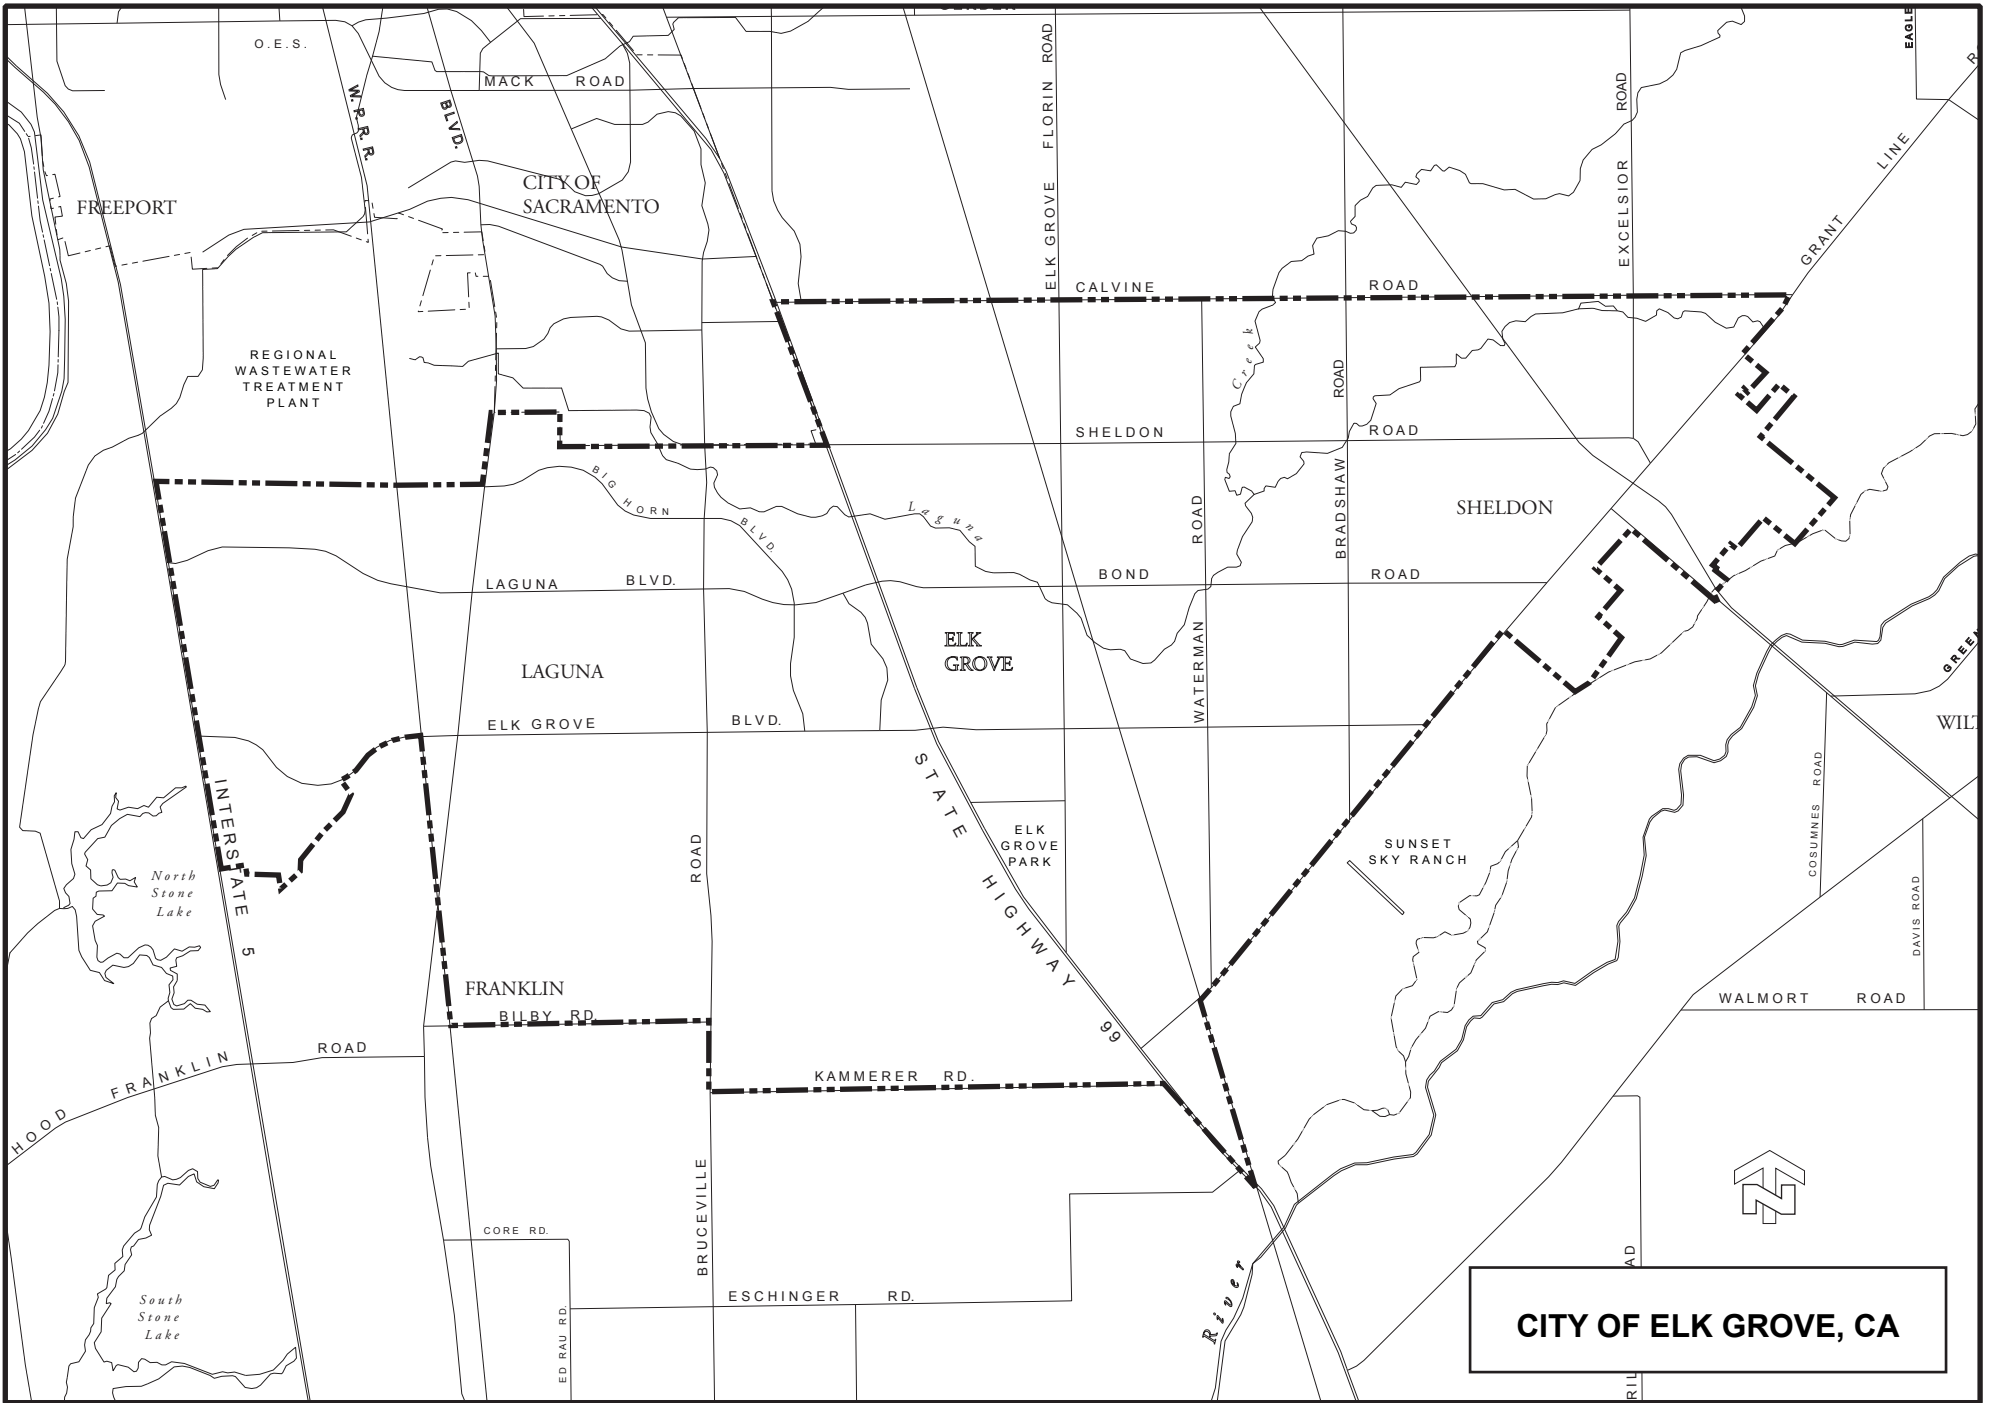 O.E.S.
MACK ROAD
W. P. R. R.
BLVD.
ELK GROVE FLORIN ROAD
EXCELSIOR ROAD
EAGLE
GRANT LINE
FREEPORT
CITY OF
SACRAMENTO
CALVINE ROAD
REGIONAL
WASTEWATER
TREATMENT
PLANT
Creek
BRADSHAW ROAD
SHELDON ROAD
BIG HORN BLVD.
Laguna
WATERMAN ROAD
SHELDON
LAGUNA BLVD.
BOND ROAD
ELK
GROVE
LAGUNA
ELK GROVE BLVD.
INTERSTATE 5
STATE HIGHWAY 99
ELK
GROVE
PARK
SUNSET
SKY RANCH
COSUMNES ROAD
DAVIS ROAD
North
Stone
Lake
BRUCEVILLE ROAD
FRANKLIN
BILBY RD.
WALMORT ROAD
HOOD FRANKLIN ROAD
KAMMERER RD.
CORE RD.
ED RAU RD.
ESCHINGER RD.
South
Stone
Lake
River
N
CITY OF ELK GROVE, CA